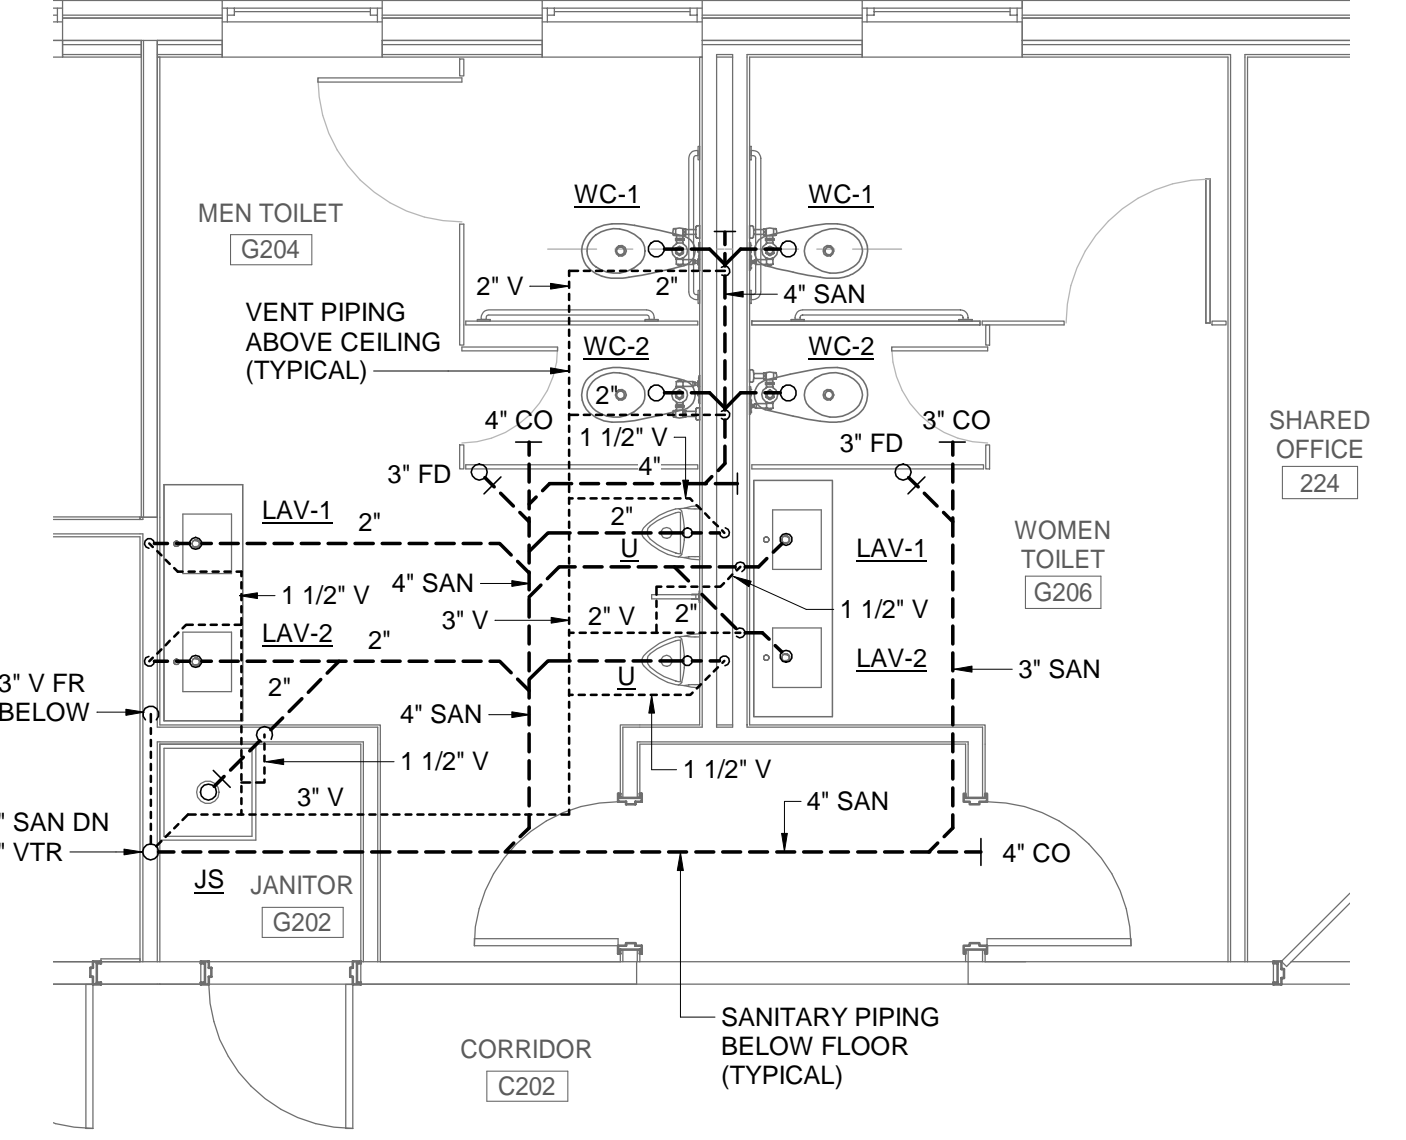 WC-1
WC-1
MEN TOILET
G204
2" V
2"
4" SAN
VENT PIPING
ABOVE CEILING
(TYPICAL)
WC-2
WC-2
2"
4" CO
3" CO
1 1/2" V
3" FD
4"
3" FD
SHARED
OFFICE
224
LAV-1
2"
2"
U
WOMEN
TOILET
G206
LAV-1
4" SAN
1 1/2" V
3" V
2" V
2"
1 1/2" V
LAV-2
2"
LAV-2
U
3" SAN
2"
3" V FR
BELOW
4" SAN
1 1/2" V
1 1/2" V
3" V
4" SAN
" SAN DN
" VTR
4" CO
JS
JANITOR
G202
SANITARY PIPING
BELOW FLOOR
(TYPICAL)
CORRIDOR
C202